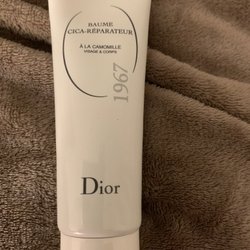 BAUME
CICA-RÉPARATEUR
À LA CAMOMILLE
VISAGE & CORPS
1967
Dior